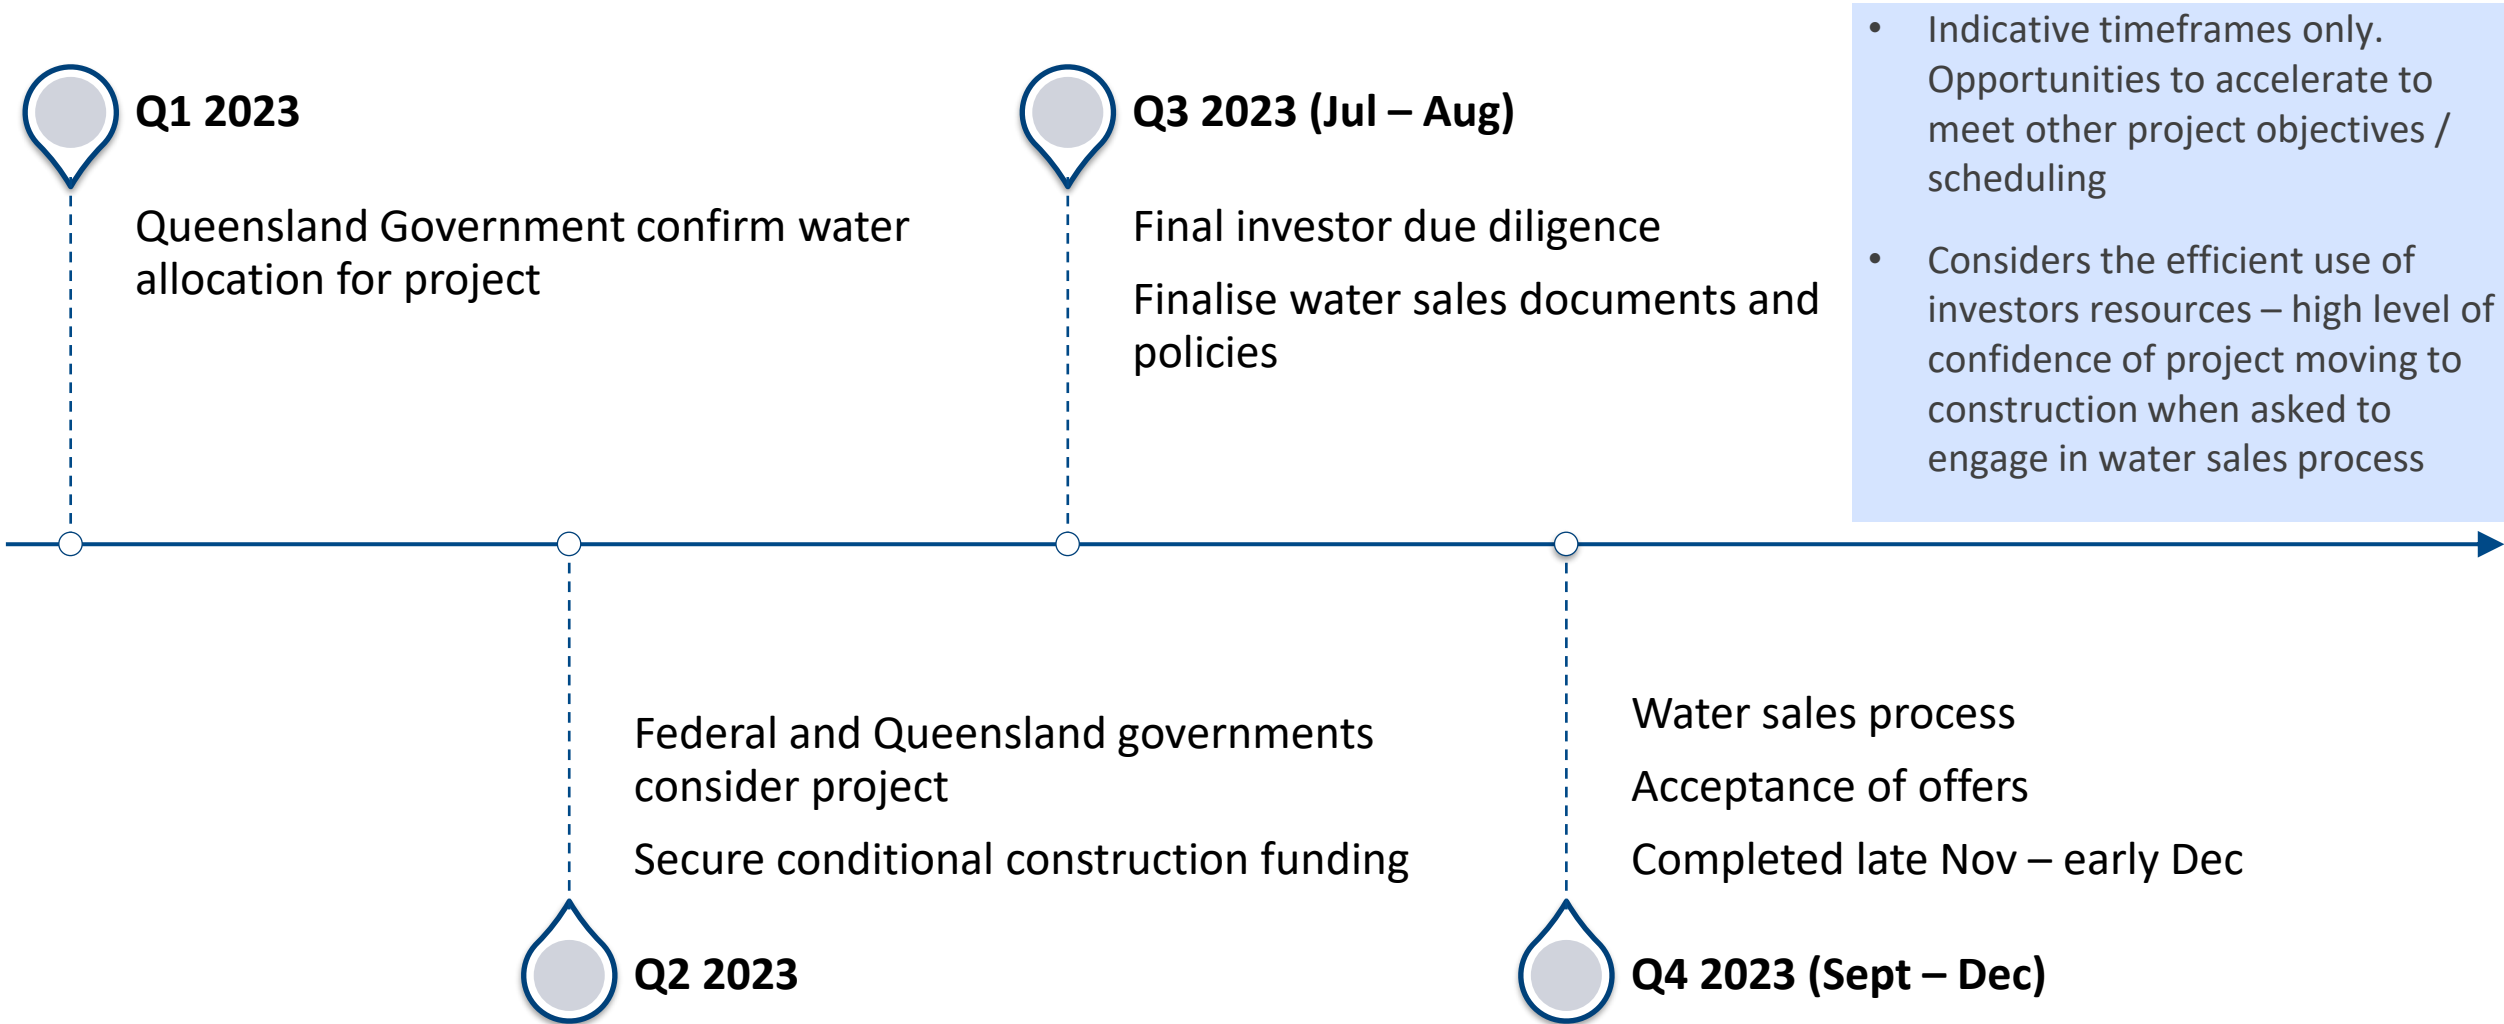 Q1 2023
Queensland Government confirm water
allocation for project
Q3 2023 (Jul – Aug)
Final investor due diligence
Finalise water sales documents and
policies
• Indicative timeframes only.
Opportunities to accelerate to
meet other project objectives /
scheduling
• Considers the efficient use of
investors resources – high level of
confidence of project moving to
construction when asked to
engage in water sales process
Federal and Queensland governments
consider project
Secure conditional construction funding
Q2 2023
Water sales process
Acceptance of offers
Completed late Nov – early Dec
Q4 2023 (Sept – Dec)